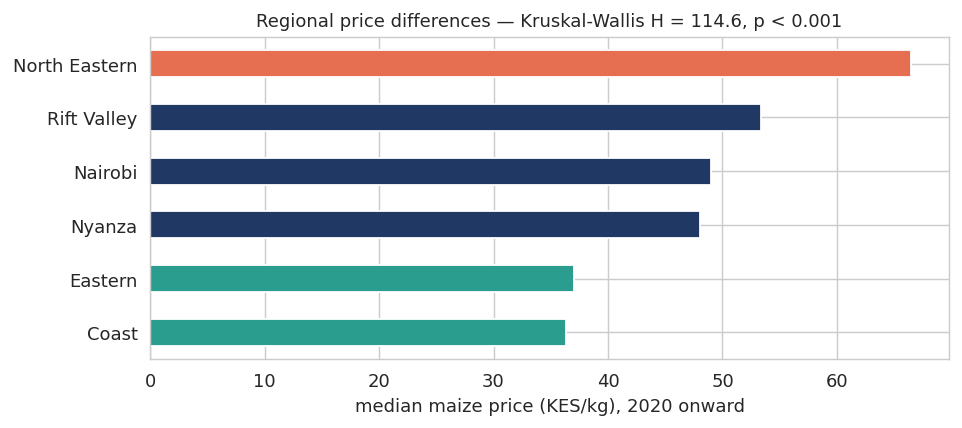 Regional price differences — Kruskal-Wallis H = 114.6, p < 0.001
North Eastern
Rift Valley
Nairobi
Nyanza
Eastern
Coast
0 10 20 30 40 50 60
median maize price (KES/kg), 2020 onward